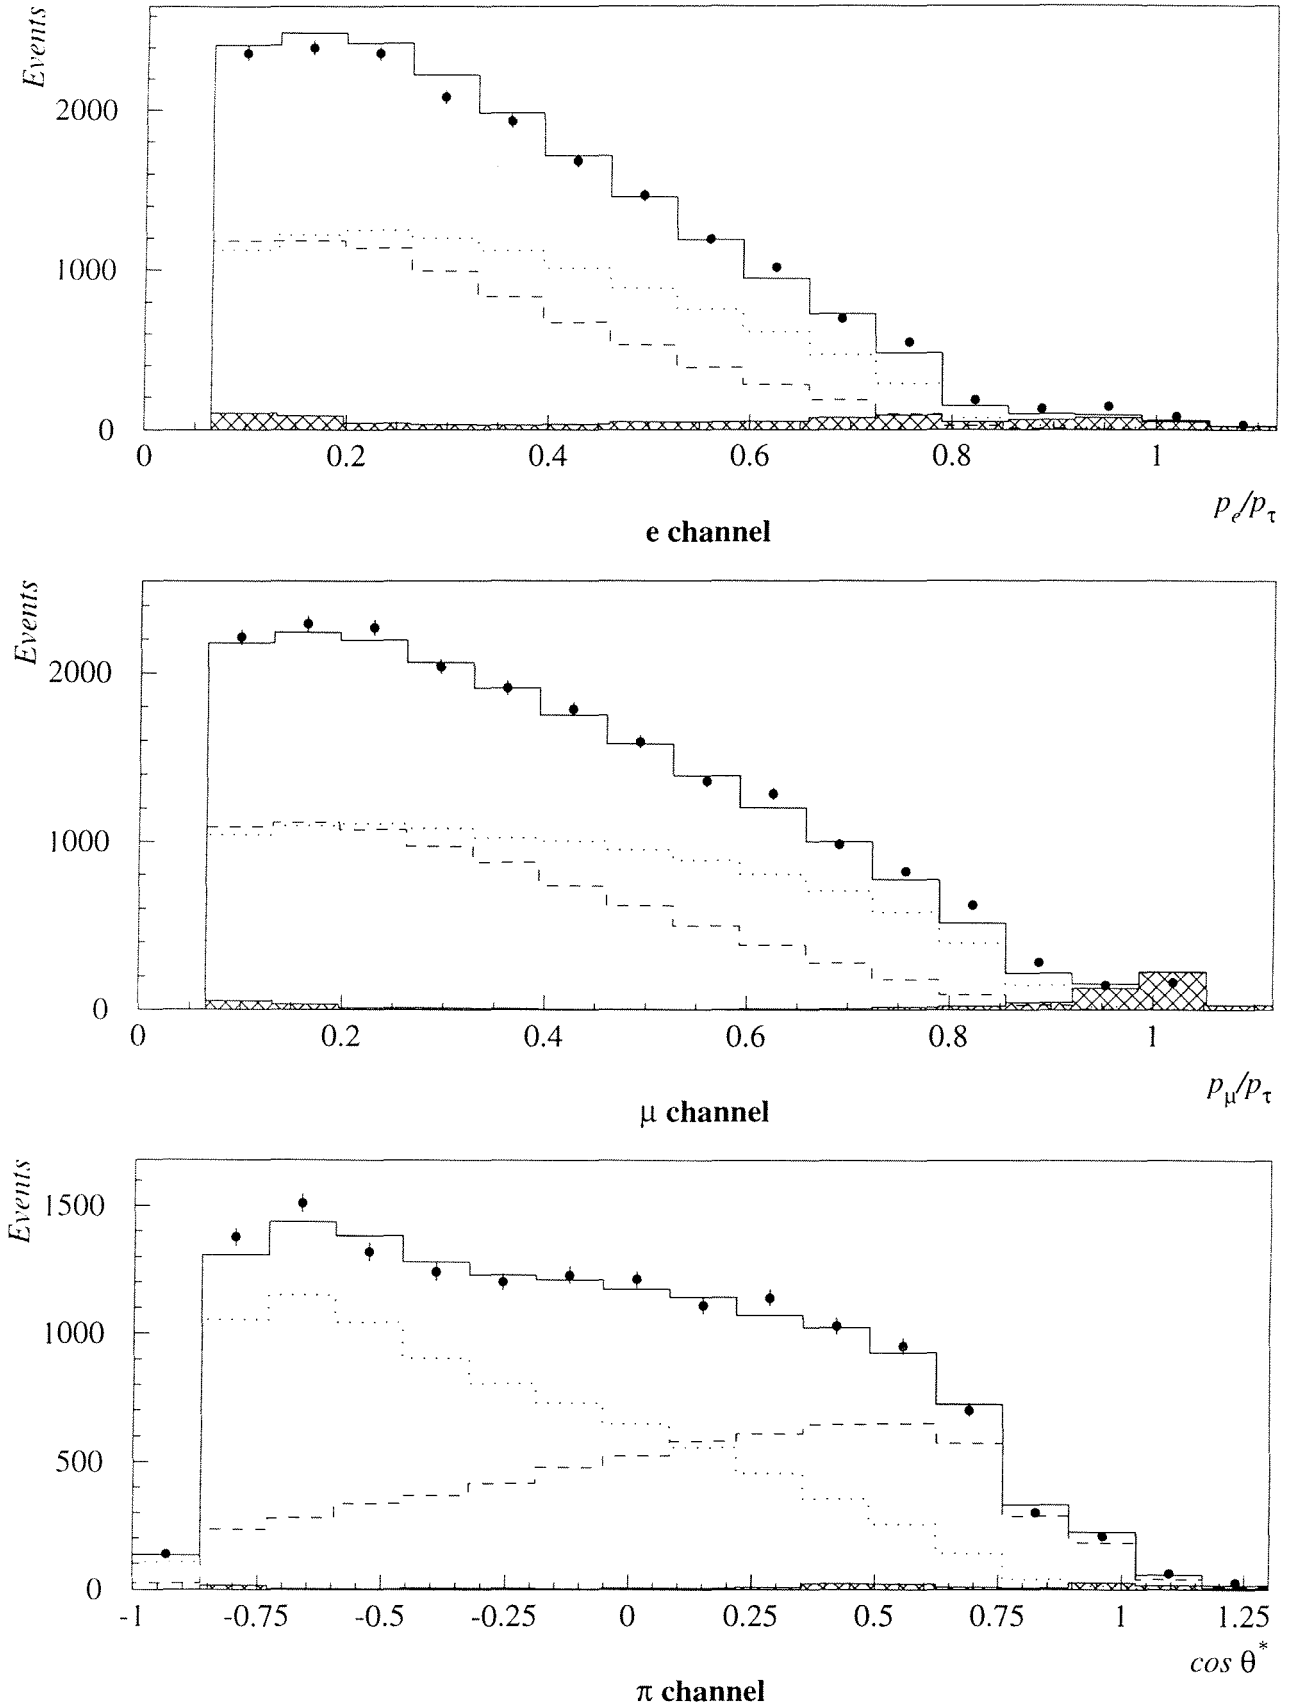 Events
2000
1000
0
0 0.2 0.4 0.6 0.8 1
p_e/p_τ
e channel
Events
2000
1000
0
0 0.2 0.4 0.6 0.8 1
p_μ/p_τ
μ channel
Events
1500
1000
500
0
-1 -0.75 -0.5 -0.25 0 0.25 0.5 0.75 1 1.25
cos θ*
π channel